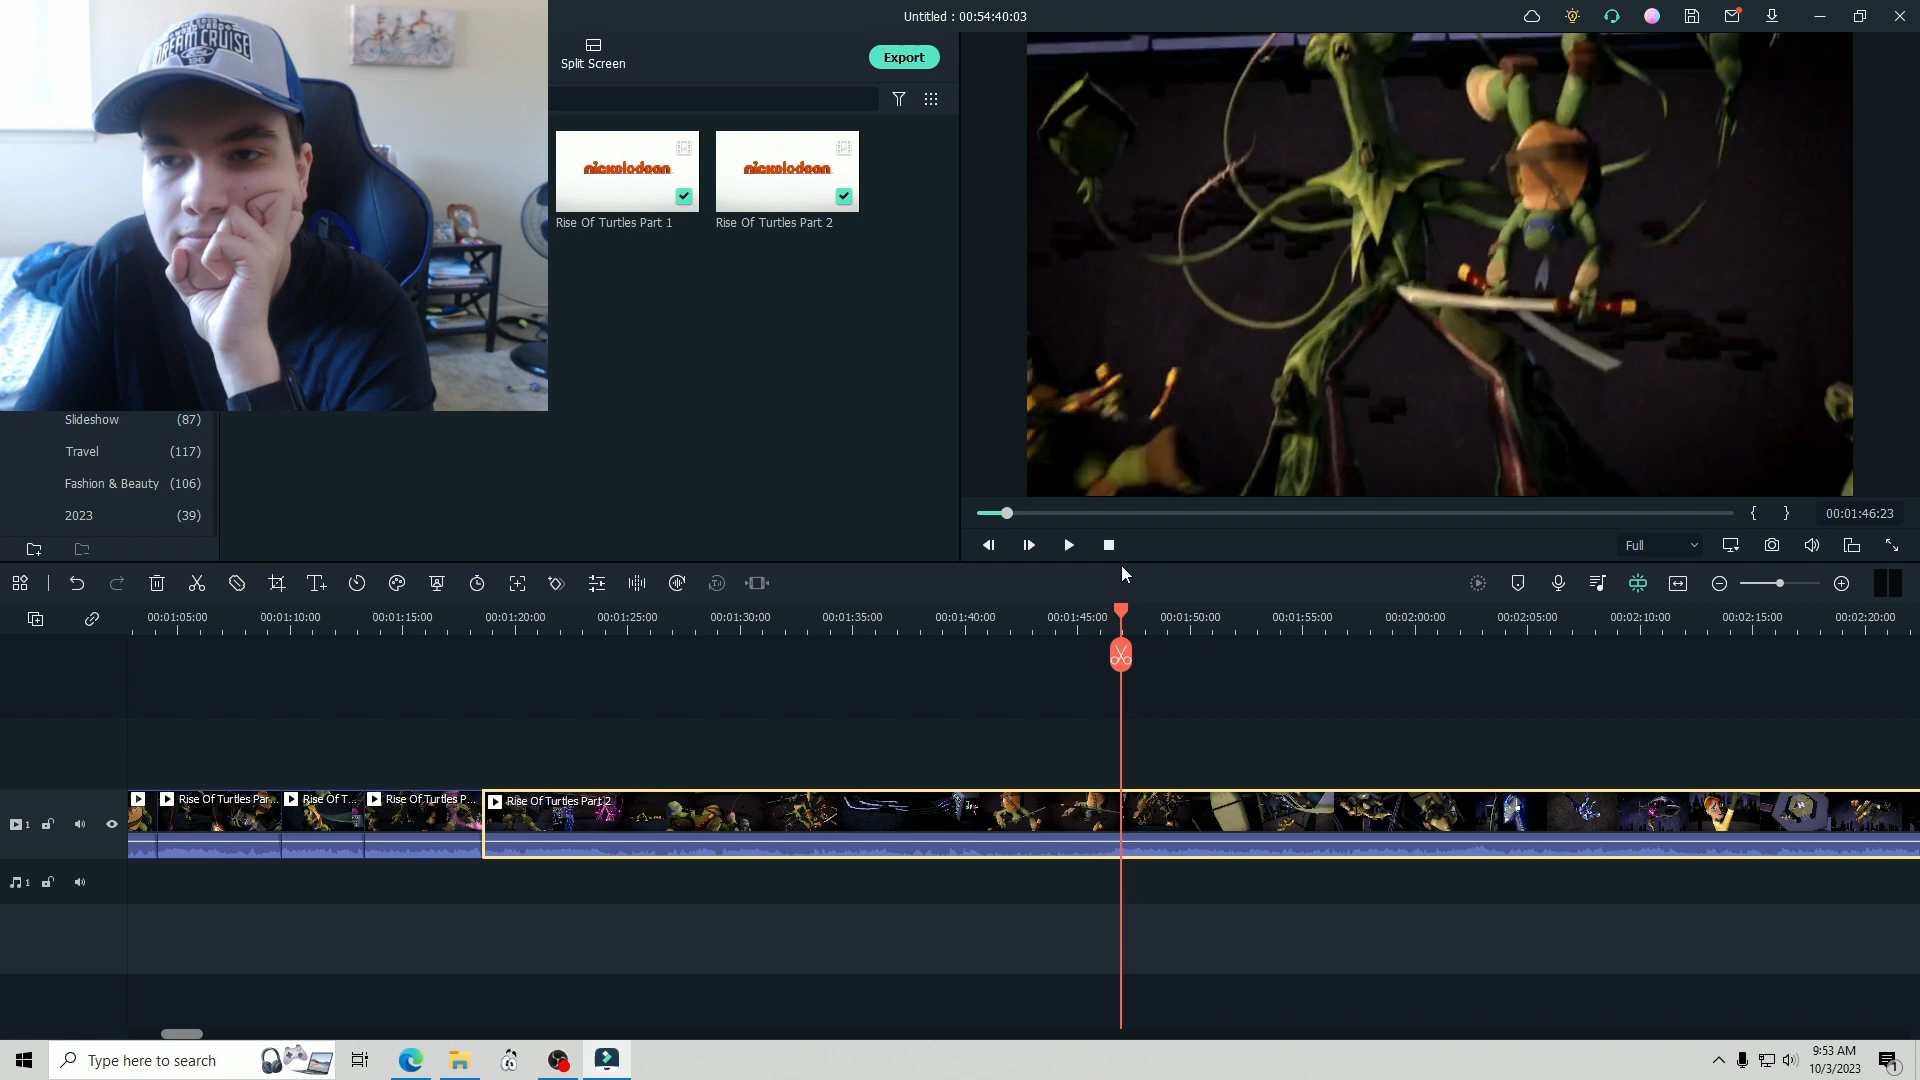 Untitled : 00:54:40:03
Split Screen
Export
DREAM CRUISE
Ford
nickelodeon
nickelodeon
Rise Of Turtles Part 1
Rise Of Turtles Part 2
Slideshow (87)
Travel (117)
Fashion & Beauty (106)
2023 (39)
{ } 00:01:46:23
Full
00:01:05:00 00:01:10:00 00:01:15:00 00:01:20:00 00:01:25:00 00:01:30:00 00:01:35:00 00:01:40:00 00:01:45:00 00:01:50:00 00:01:55:00 00:02:00:00 00:02:05:00 00:02:10:00 00:02:15:00 00:02:20:00
Rise Of Turtles Par... Rise Of T... Rise Of Turtles P... Rise Of Turtles Part 2
1
1
Type here to search
9:53 AM
10/3/2023
1